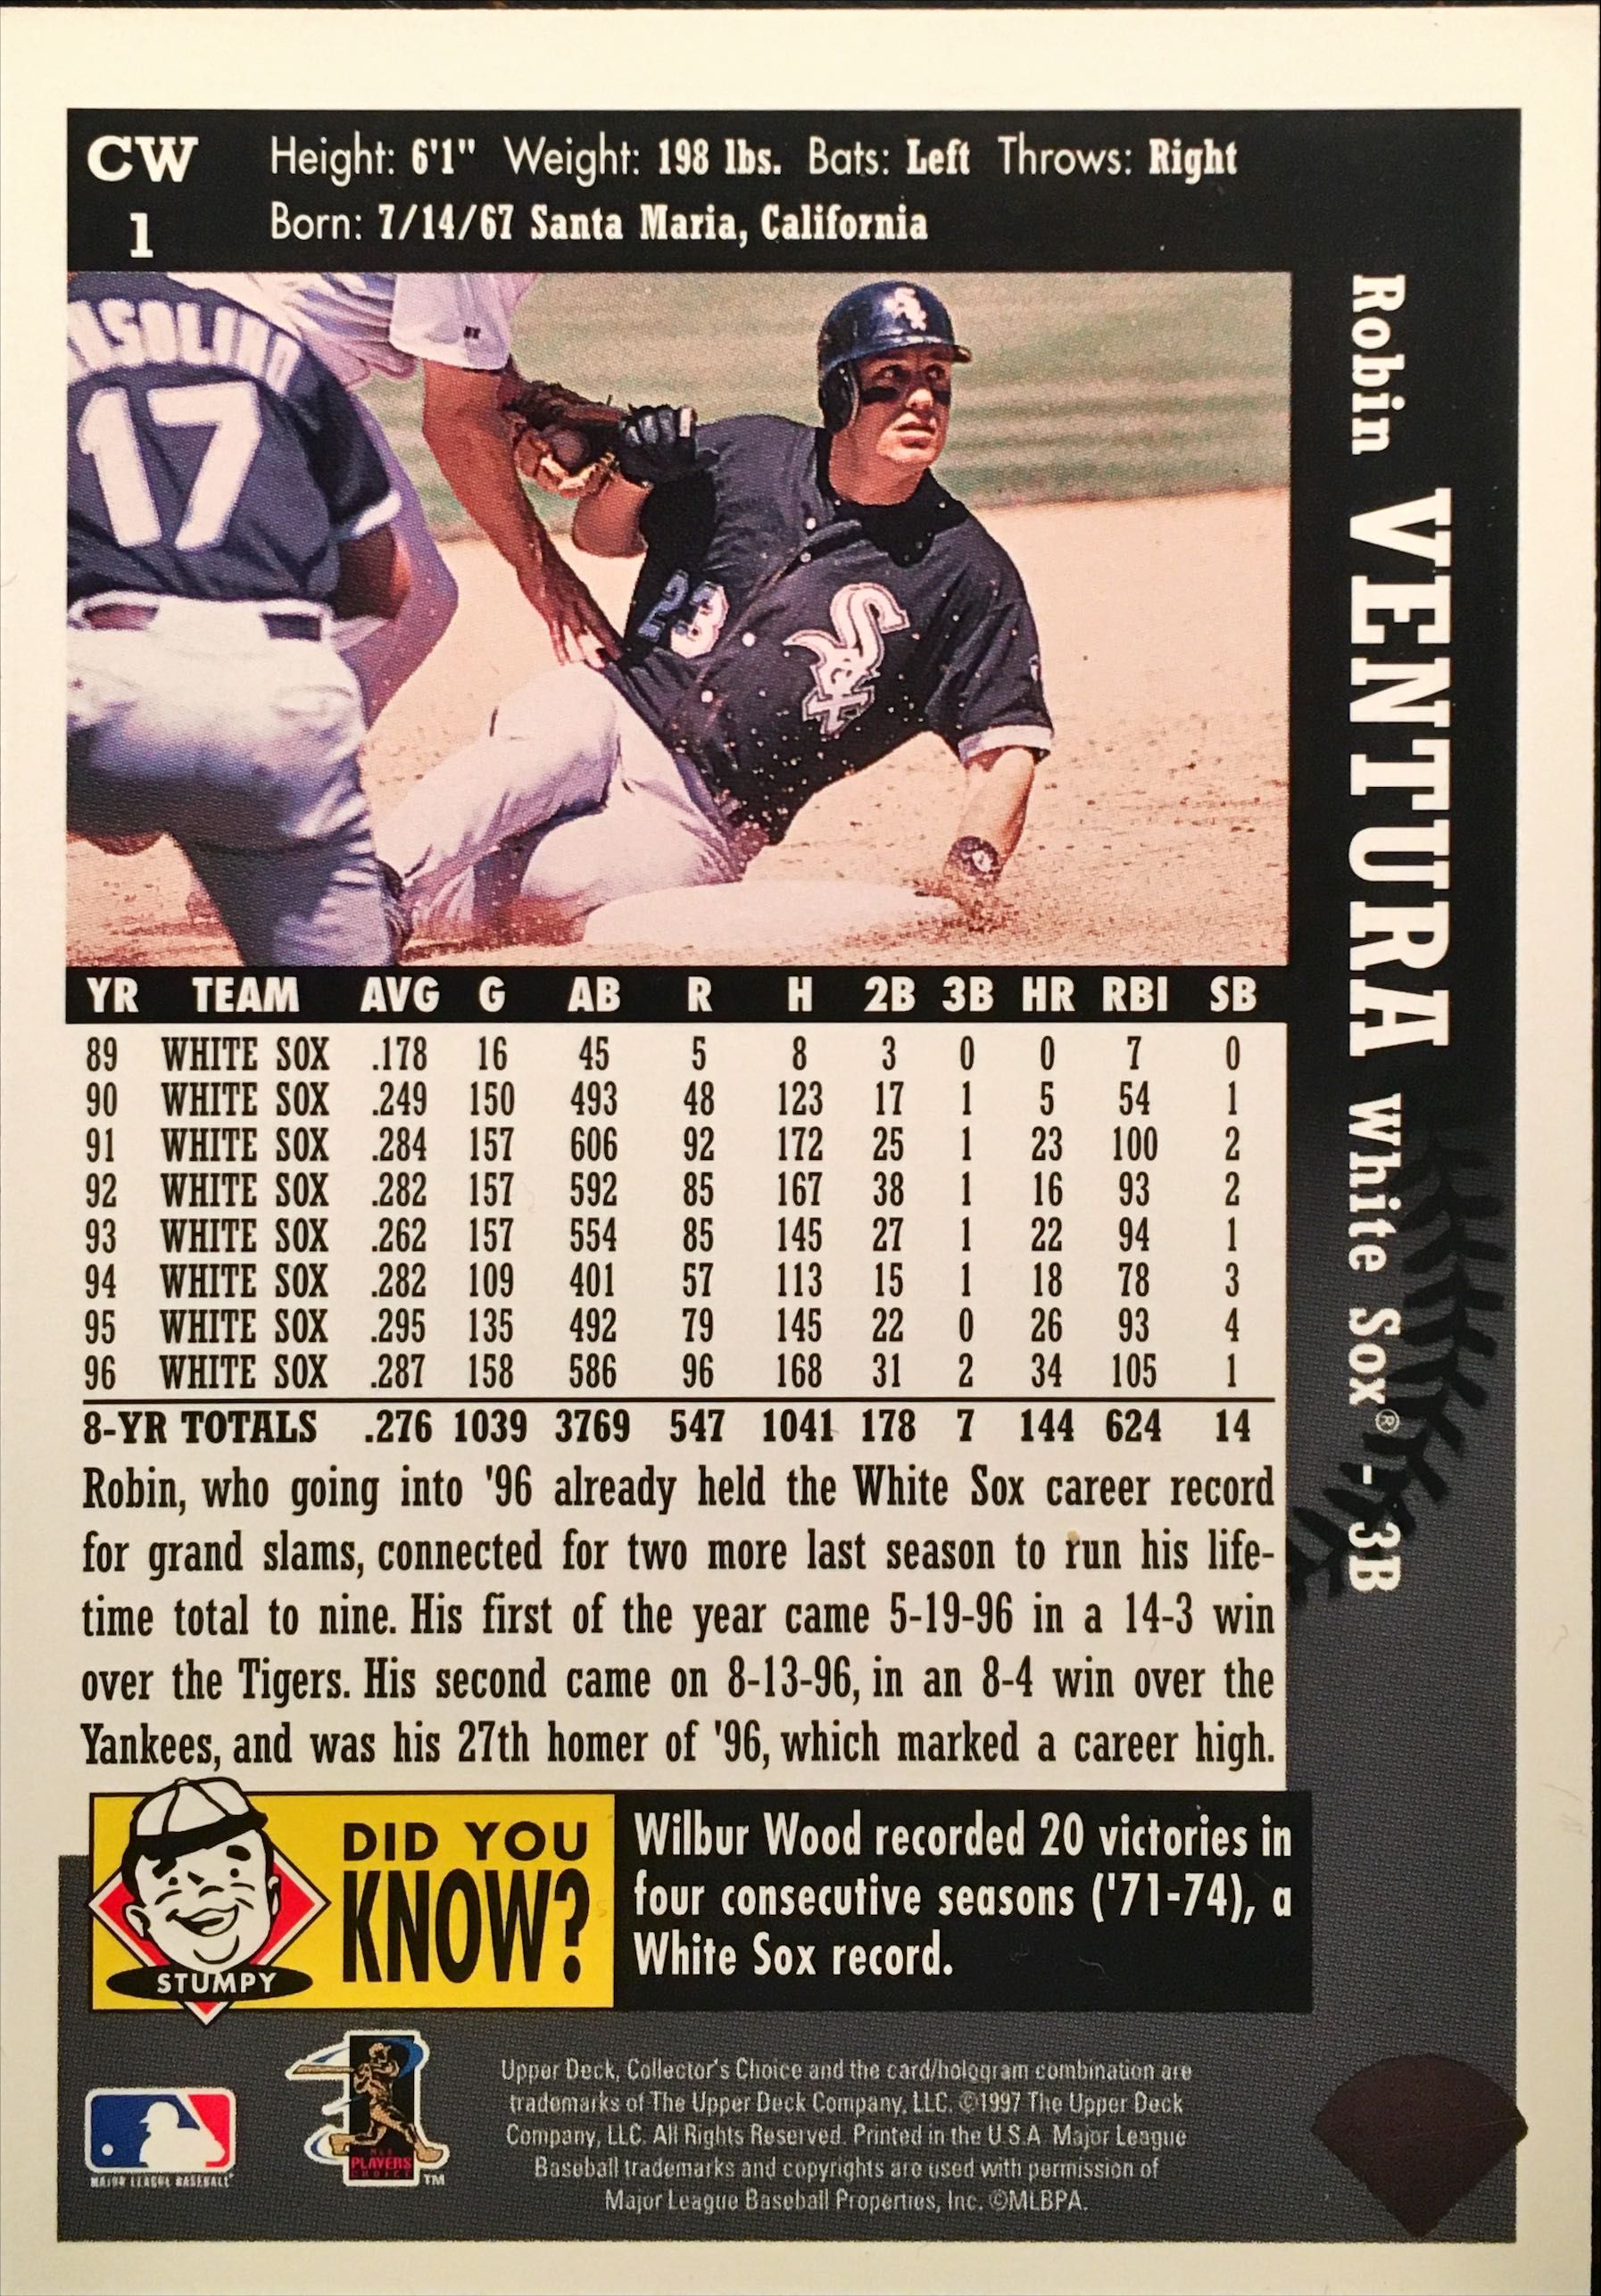 CW
1
Height: 6'1" Weight: 198 lbs. Bats: Left Throws: Right
Born: 7/14/67 Santa Maria, California
17
23
Sox
Robin VENTURA White Sox® - 3B
YR TEAM AVG G AB R H 2B 3B HR RBI SB
89 WHITE SOX .178 16 45 5 8 3 0 0 7 0
90 WHITE SOX .249 150 493 48 123 17 1 5 54 1
91 WHITE SOX .284 157 606 92 172 25 1 23 100 2
92 WHITE SOX .282 157 592 85 167 38 1 16 93 2
93 WHITE SOX .262 157 554 85 145 27 1 22 94 1
94 WHITE SOX .282 109 401 57 113 15 1 18 78 3
95 WHITE SOX .295 135 492 79 145 22 0 26 93 4
96 WHITE SOX .287 158 586 96 168 31 2 34 105 1
8-YR TOTALS .276 1039 3769 547 1041 178 7 144 624 14
Robin, who going into '96 already held the White Sox career record
for grand slams, connected for two more last season to run his life-
time total to nine. His first of the year came 5-19-96 in a 14-3 win
over the Tigers. His second came on 8-13-96, in an 8-4 win over the
Yankees, and was his 27th homer of '96, which marked a career high.
STUMPY
DID YOU
KNOW?
Wilbur Wood recorded 20 victories in
four consecutive seasons ('71-74), a
White Sox record.
MAJOR LEAGUE BASEBALL
PLAYERS
CHOICE
TM
Upper Deck, Collector's Choice and the card/hologram combination are
trademarks of The Upper Deck Company, LLC. ©1997 The Upper Deck
Company, LLC. All Rights Reserved. Printed in the U.S.A. Major League
Baseball trademarks and copyrights are used with permission of
Major League Baseball Properties, Inc. ©MLBPA.